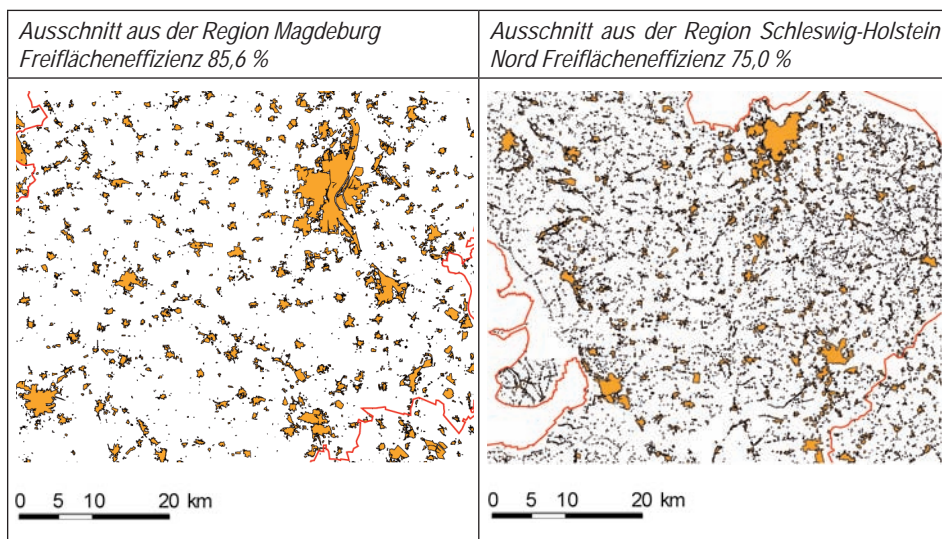 Ausschnitt aus der Region Magdeburg
Freiflächeneffizienz 85,6 %
Ausschnitt aus der Region Schleswig-Holstein
Nord Freiflächeneffizienz 75,0 %
0 5 10 20 km
0 5 10 20 km